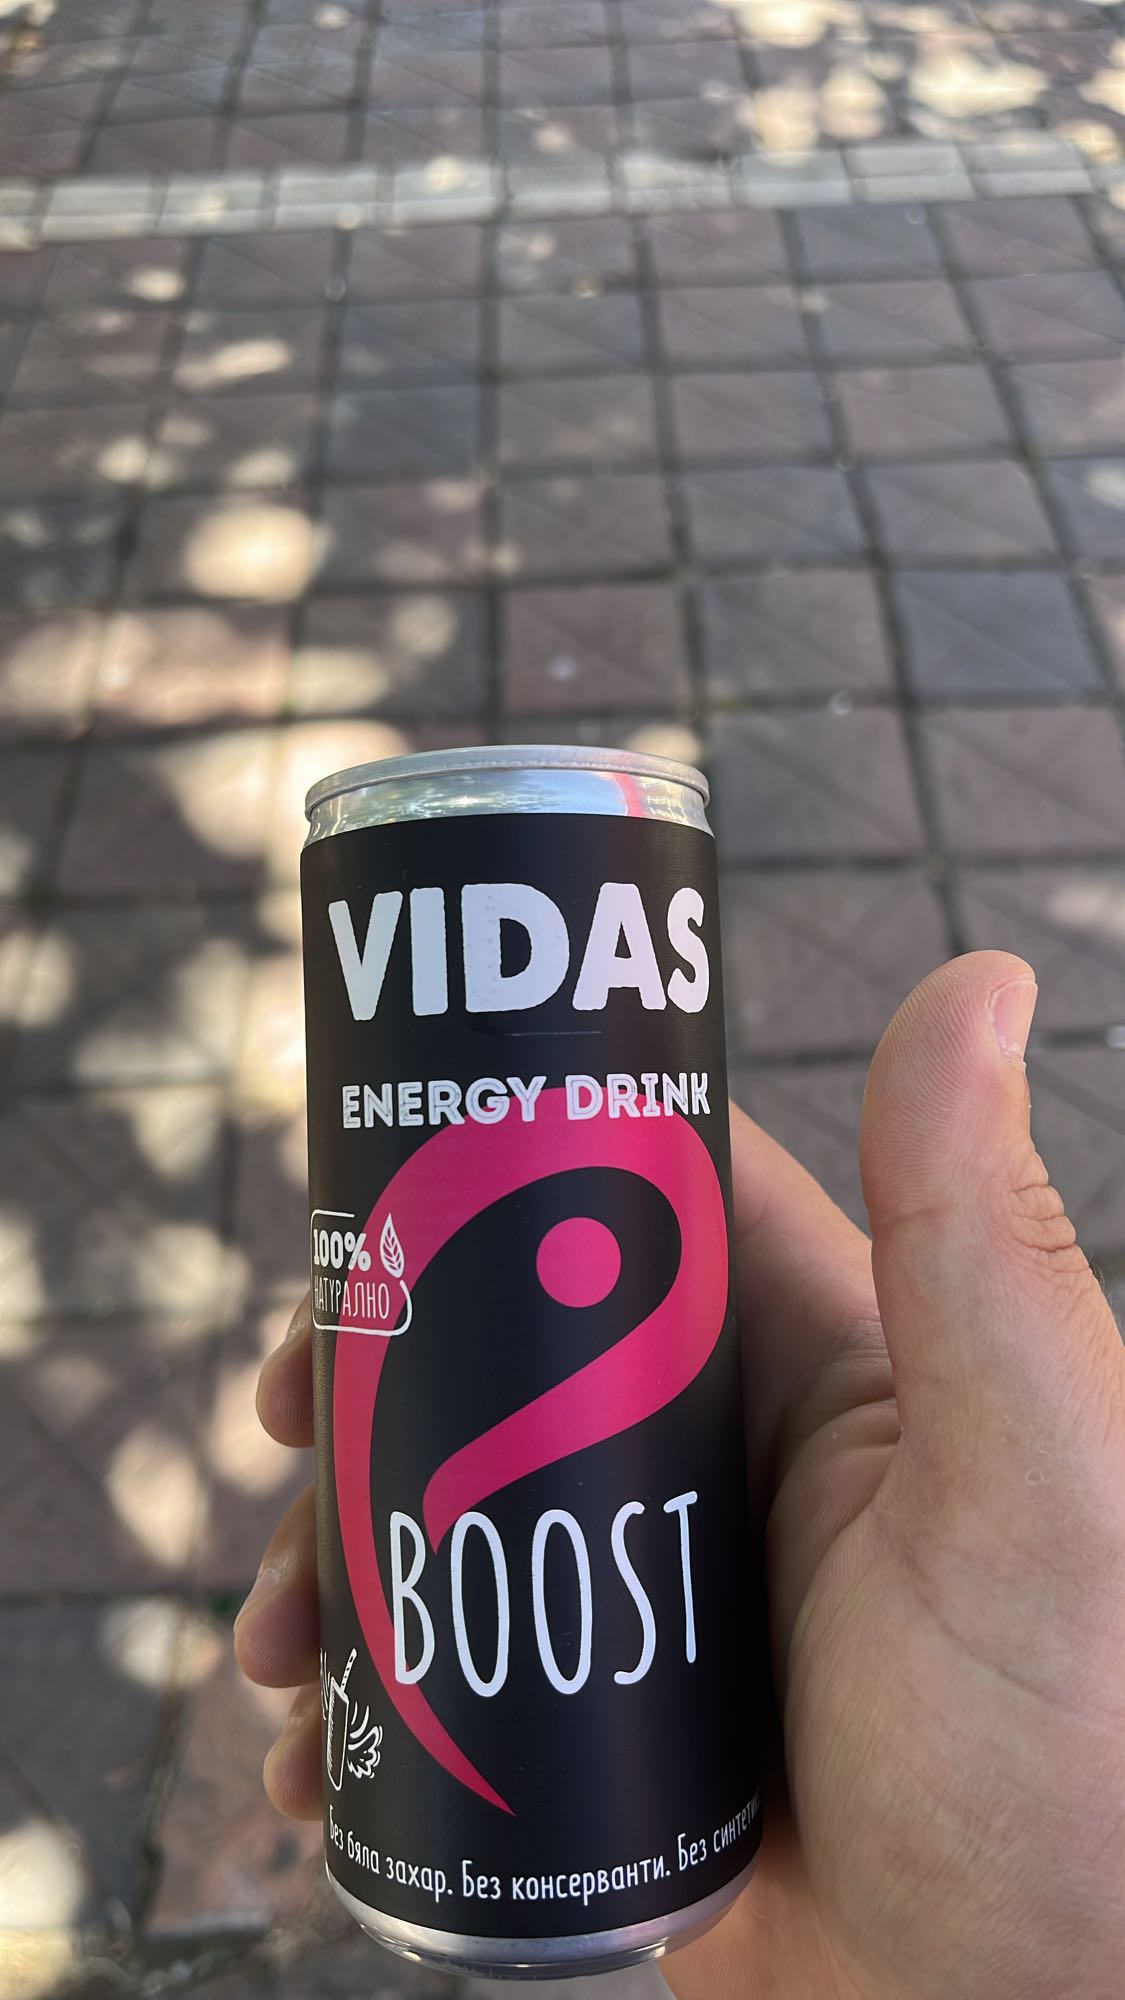 VIDAS
ENERGY DRINK
100%
НАТУРАЛНО
BOOST
Без бяла захар. Без консерванти. Без